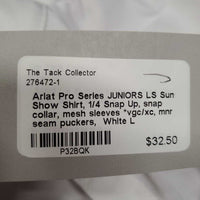 The Tack Collector
276472-1
Ariat Pro Series JUNIORS LS Sun
Show Shirt, 1/4 Snap Up, snap
collar, mesh sleeves *vgc/xc, mnr
seam puckers, White L
$32.50
P32BQK